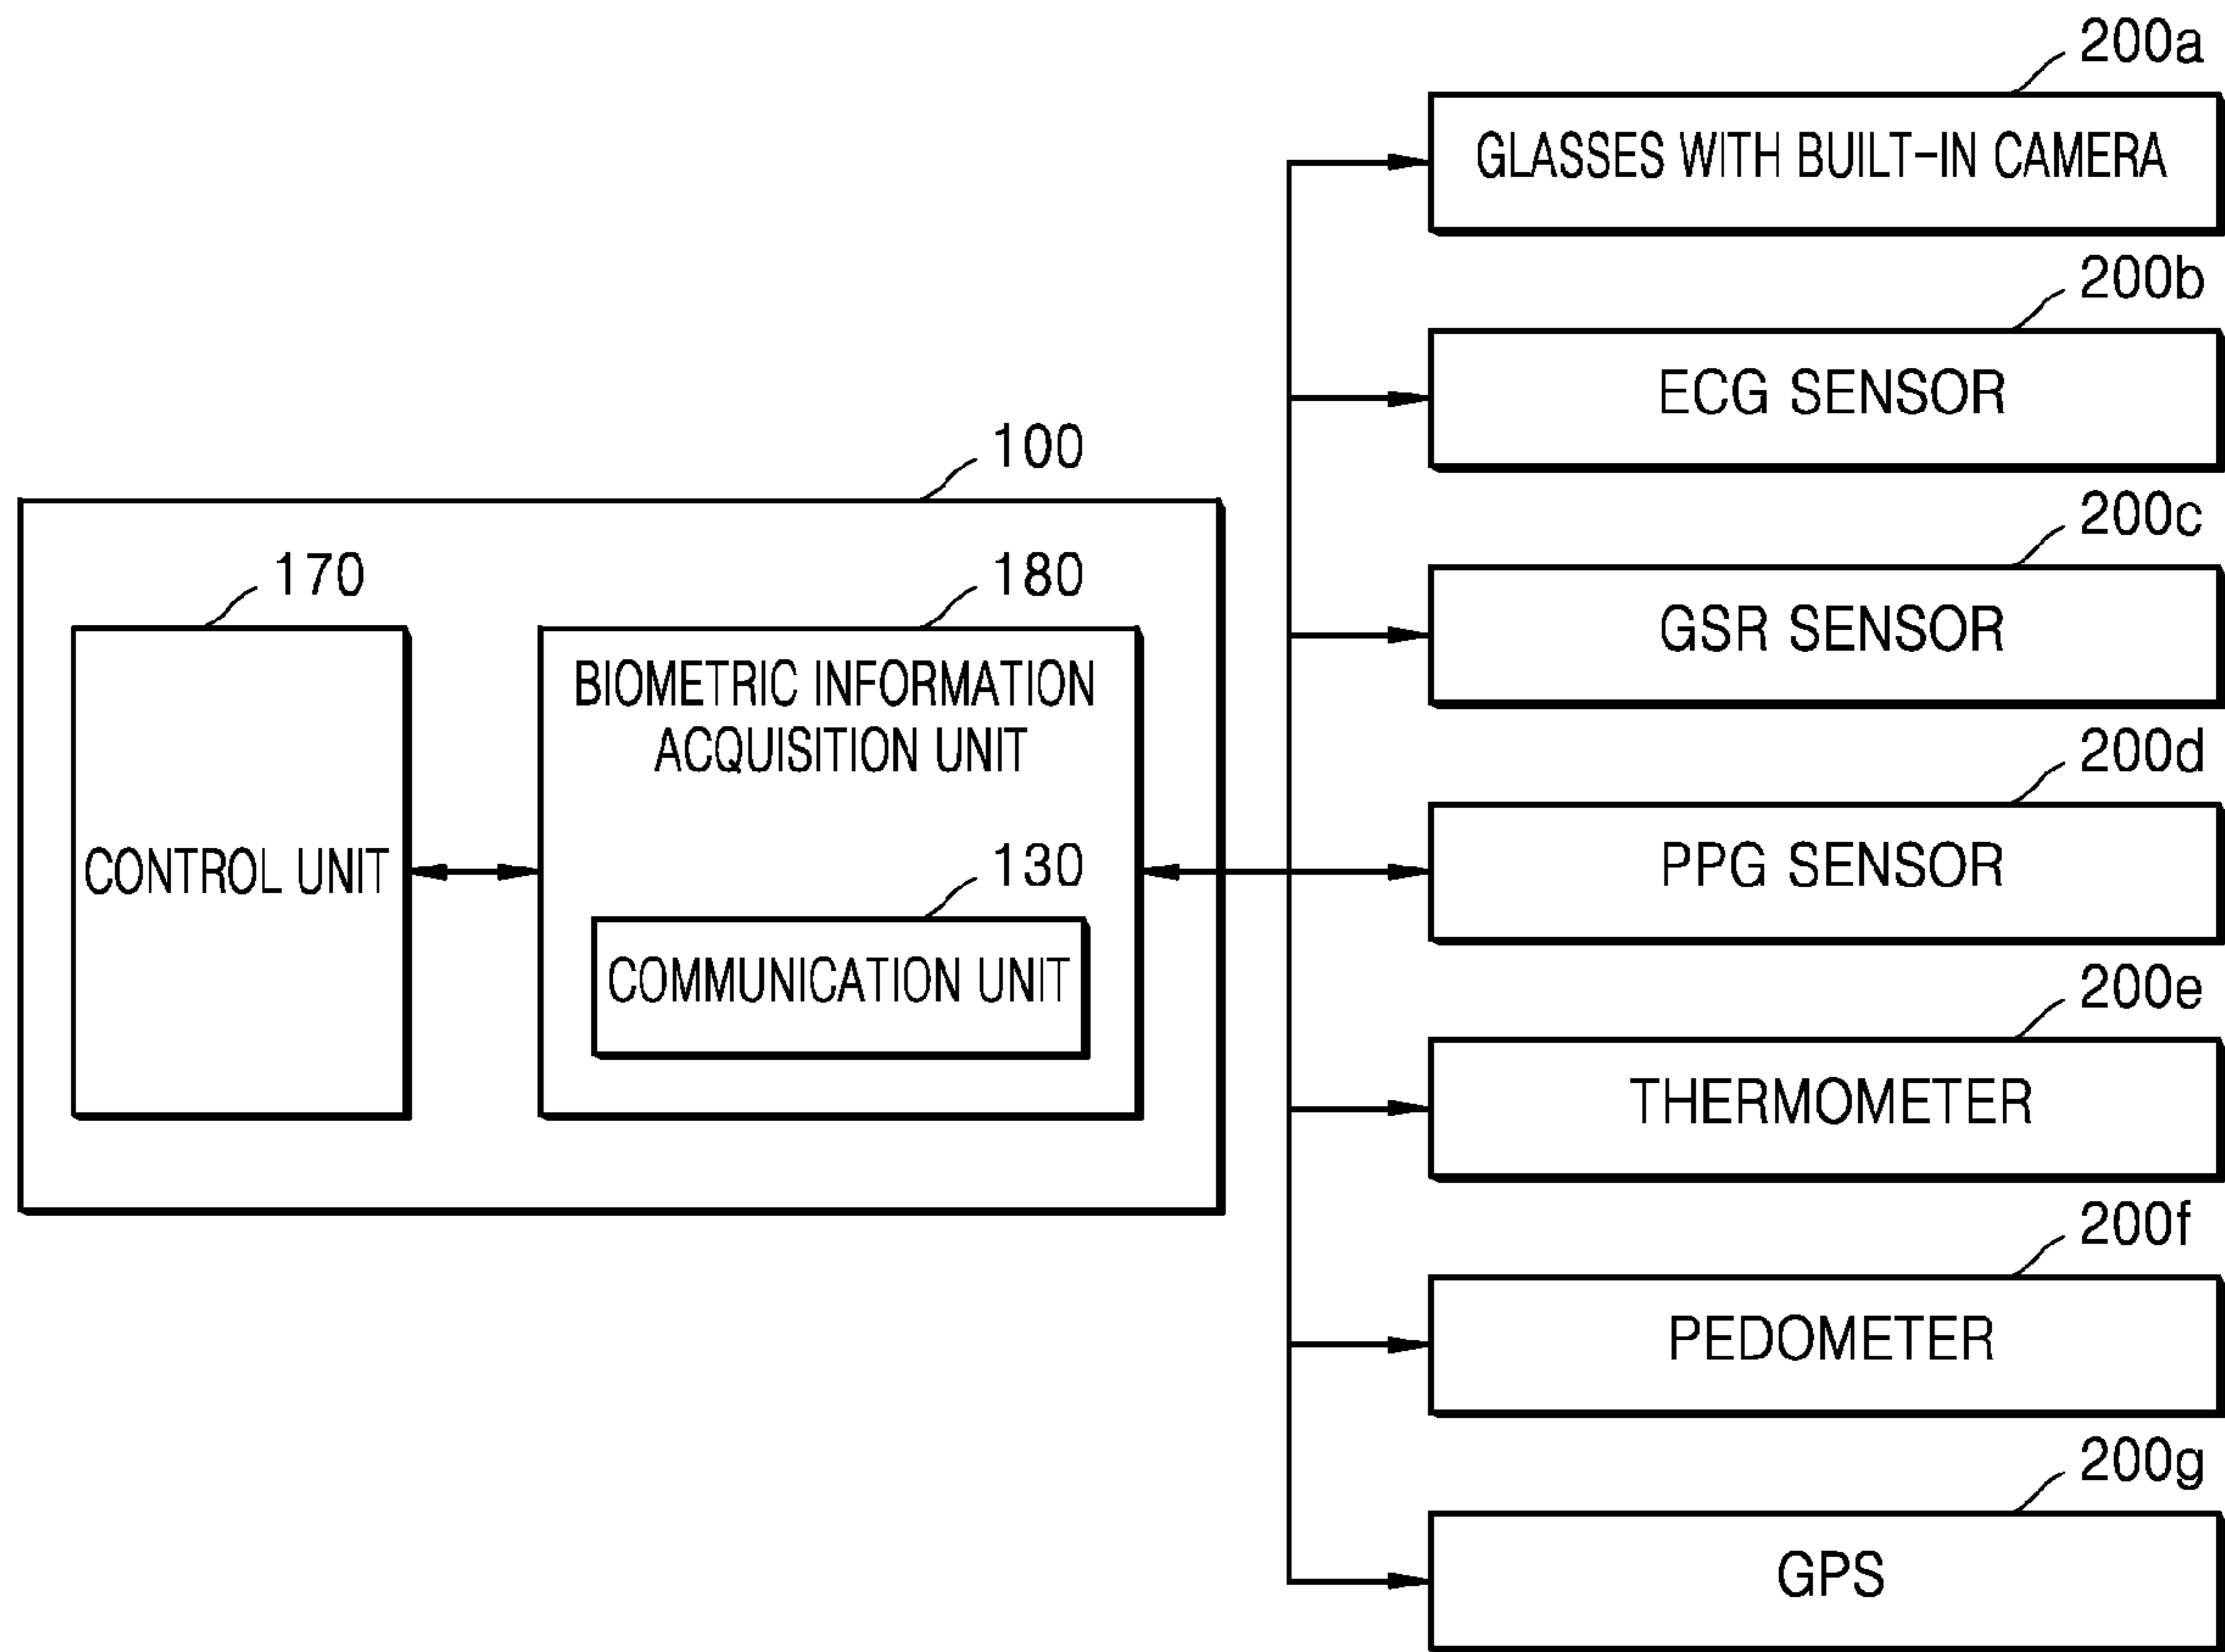 200a
GLASSES WITH BUILT-IN CAMERA
200b
ECG SENSOR
100
200c
170
180
GSR SENSOR
BIOMETRIC INFORMATION
ACQUISITION UNIT
200d
CONTROL UNIT
130
PPG SENSOR
COMMUNICATION UNIT
200e
THERMOMETER
200f
PEDOMETER
200g
GPS